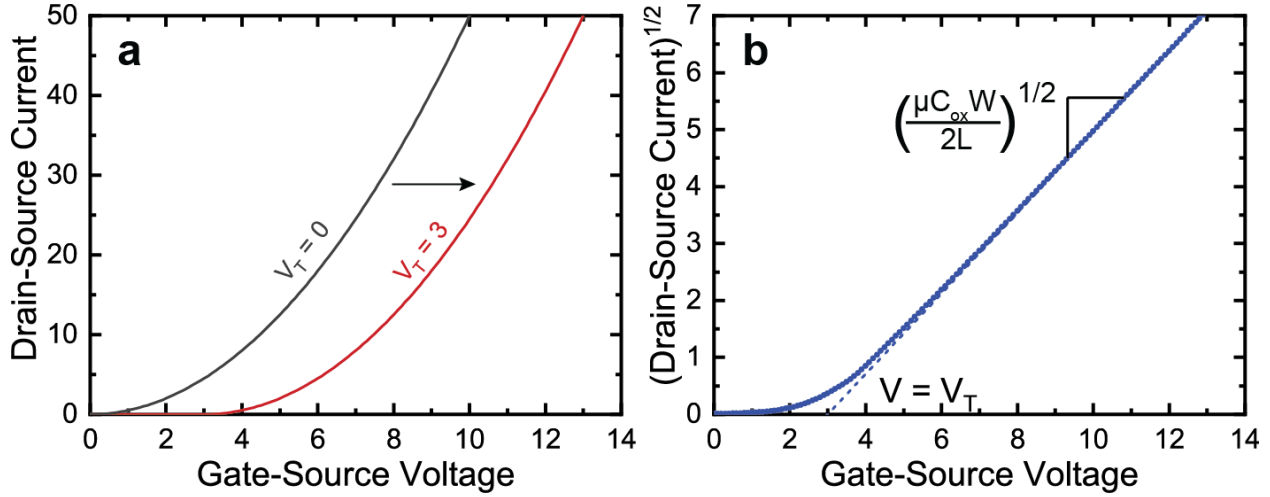 a
Drain-Source Current
50
40
30
20
10
0
V_T = 0
V_T = 3
0 2 4 6 8 10 12 14
Gate-Source Voltage
b
(Drain-Source Current)^1/2
7
6
5
4
3
2
1
0
(μC_ox W / 2L)^1/2
V = V_T
0 2 4 6 8 10 12 14
Gate-Source Voltage